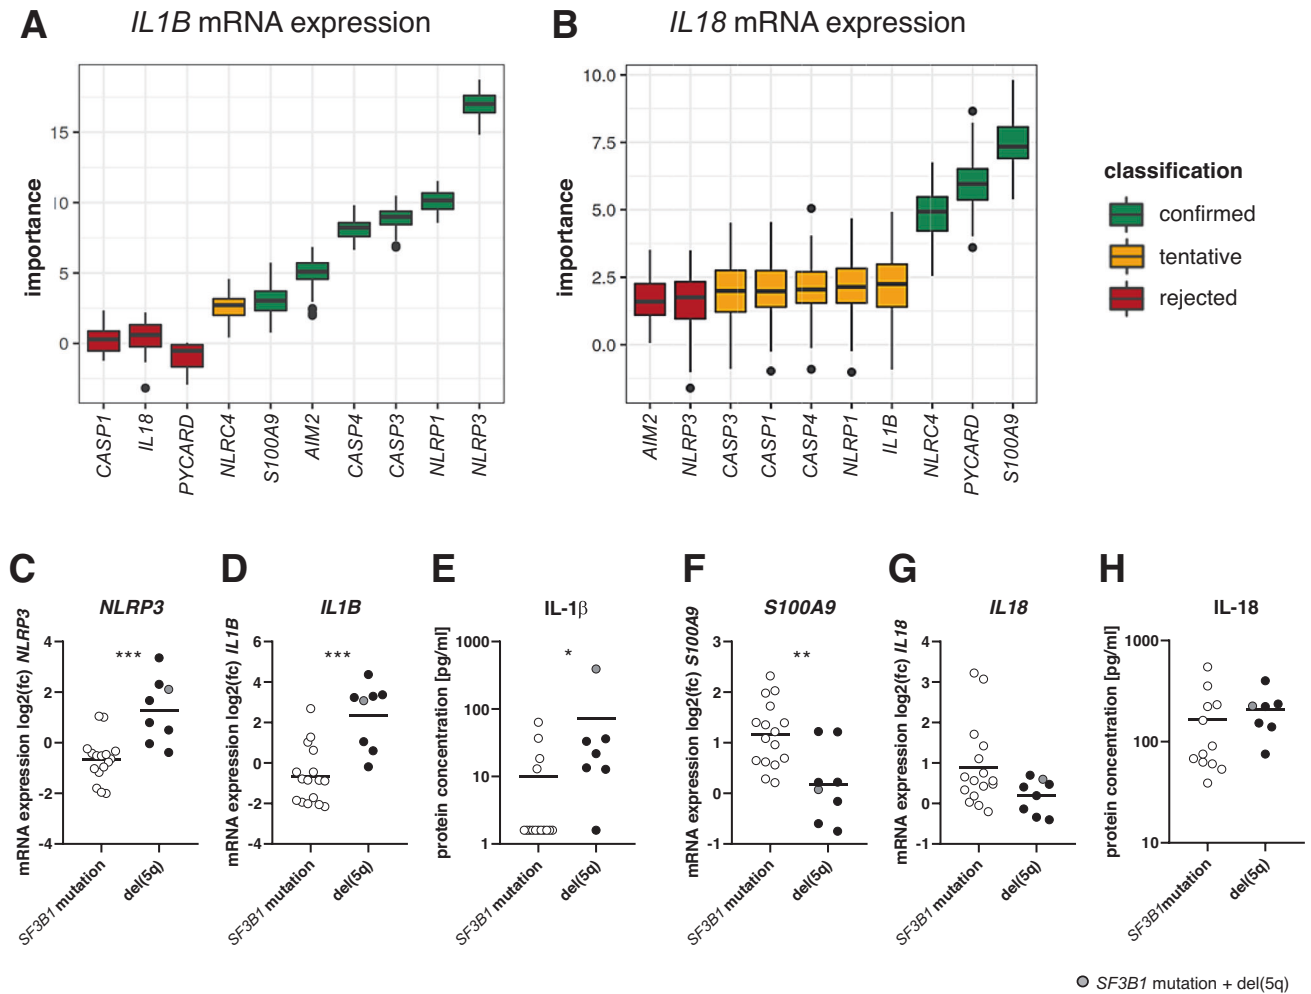 A
IL1B mRNA expression
importance
15
10
5
0
CASP1
IL18
PYCARD
NLRC4
S100A9
AIM2
CASP4
CASP3
NLRP1
NLRP3
B
IL18 mRNA expression
importance
10.0
7.5
5.0
2.5
0.0
AIM2
NLRP3
CASP3
CASP1
CASP4
NLRP1
IL1B
NLRC4
PYCARD
S100A9
classification
confirmed
tentative
rejected
C
NLRP3
mRNA expression log2(fc) NLRP3
4
2
0
-2
-4
***
SF3B1 mutation
del(5q)
D
IL1B
mRNA expression log2(fc) IL1B
6
4
2
0
-2
-4
***
SF3B1 mutation
del(5q)
E
IL-1β
protein concentration [pg/ml]
1000
100
10
1
*
SF3B1 mutation
del(5q)
F
S100A9
mRNA expression log2(fc) S100A9
3
2
1
0
-1
**
SF3B1 mutation
del(5q)
G
IL18
mRNA expression log2(fc) IL18
4
3
2
1
0
-1
SF3B1 mutation
del(5q)
H
IL-18
protein concentration [pg/ml]
1000
100
10
SF3B1mutation
del(5q)
SF3B1 mutation + del(5q)